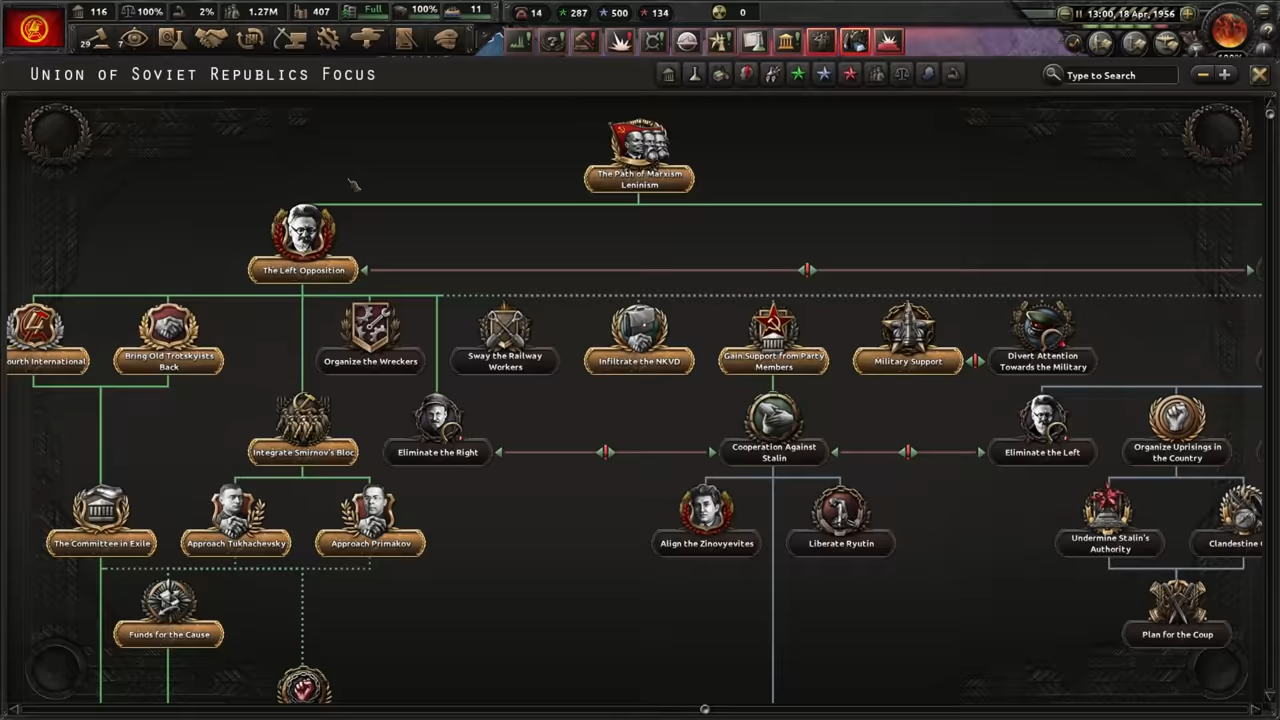 116
100%
2%
1.27M
407
Full
100%
11
14
287
500
134
0
13:00, 18 Apr, 1956
29
7
Union of Soviet Republics Focus
Type to Search
The Path of Marxism
Leninism
The Left Opposition
ourth International
Bring Old Trotskyists
Back
Organize the Wreckers
Sway the Railway
Workers
Infiltrate the NKVD
Gain Support from Party
Members
Military Support
Divert Attention
Towards the Military
Integrate Smirnov's Bloc
Eliminate the Right
Cooperation Against
Stalin
Eliminate the Left
Organize Uprisings in
the Country
The Committee in Exile
Approach Tukhachevsky
Approach Primakov
Align the Zinovyevites
Liberate Ryutin
Undermine Stalin's
Authority
Clandestine
Funds for the Cause
Plan for the Coup